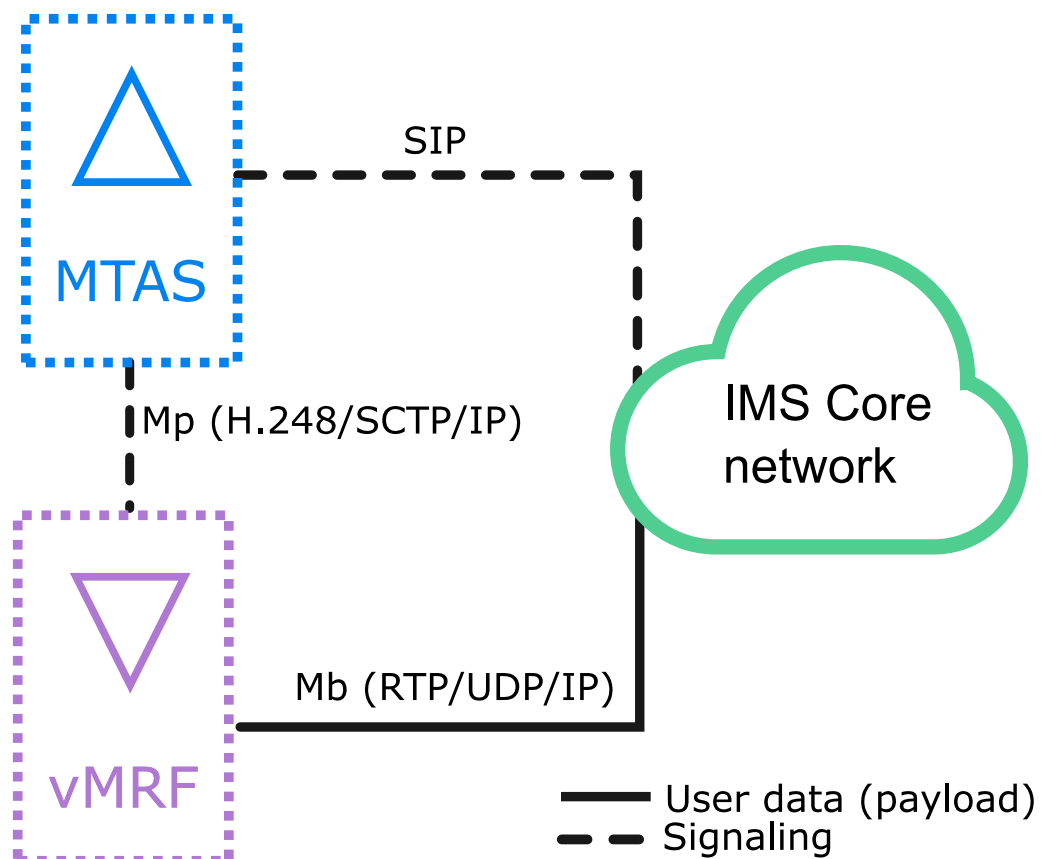 SIP
MTAS
IMS Core
network
Mp (H.248/SCTP/IP)
Mb (RTP/UDP/IP)
vMRF
User data (payload)
Signaling